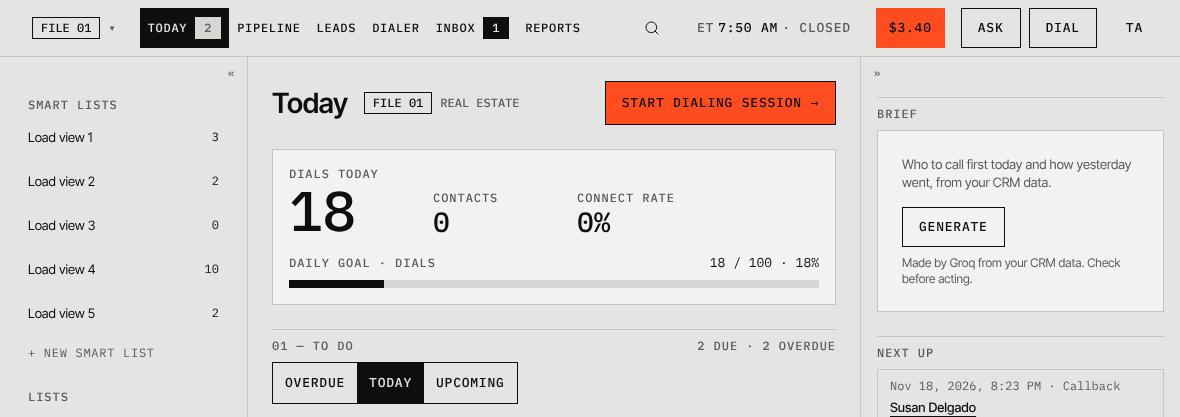 FILE 01 ▾ TODAY 2 PIPELINE LEADS DIALER INBOX 1 REPORTS ET 7:50 AM · CLOSED $3.40 ASK DIAL TA
«
SMART LISTS
Load view 1 3
Load view 2 2
Load view 3 0
Load view 4 10
Load view 5 2
+ NEW SMART LIST
LISTS
Today FILE 01 REAL ESTATE START DIALING SESSION →
DIALS TODAY
18
CONTACTS
0
CONNECT RATE
0%
DAILY GOAL · DIALS 18 / 100 · 18%
01 — TO DO 2 DUE · 2 OVERDUE
OVERDUE TODAY UPCOMING
»
BRIEF
Who to call first today and how yesterday
went, from your CRM data.
GENERATE
Made by Groq from your CRM data. Check
before acting.
NEXT UP
Nov 18, 2026, 8:23 PM · Callback
Susan Delgado